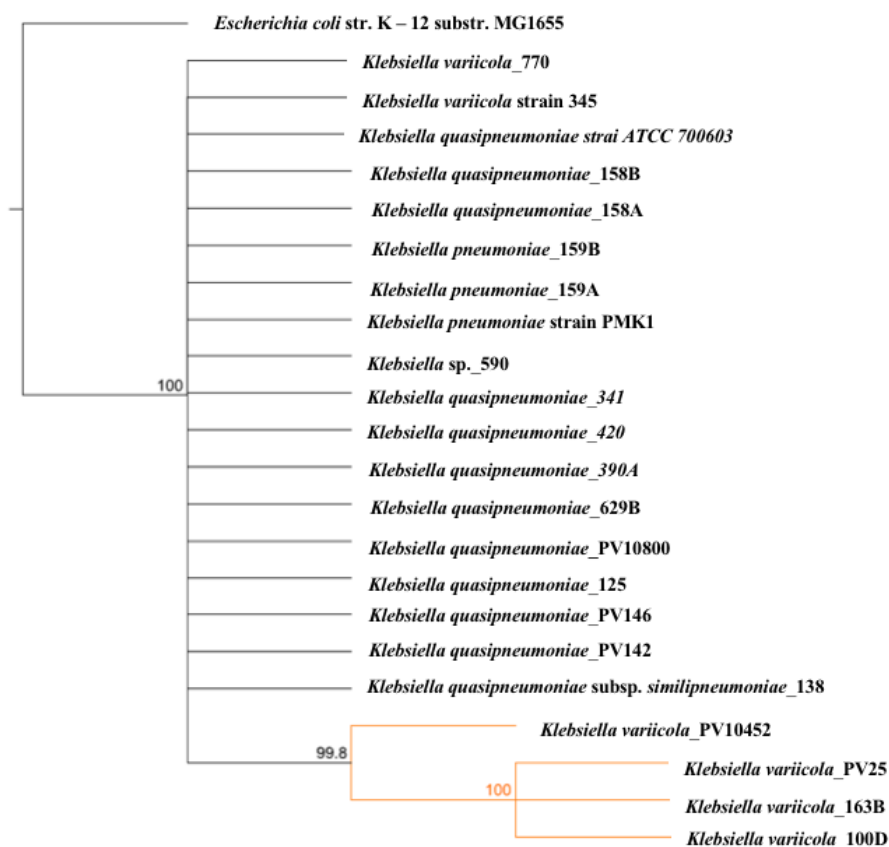 Escherichia coli str. K – 12 substr. MG1655
Klebsiella variicola_770
Klebsiella variicola strain 345
Klebsiella quasipneumoniae strai ATCC 700603
Klebsiella quasipneumoniae_158B
Klebsiella quasipneumoniae_158A
Klebsiella pneumoniae_159B
Klebsiella pneumoniae_159A
Klebsiella pneumoniae strain PMK1
Klebsiella sp._590
100
Klebsiella quasipneumoniae_341
Klebsiella quasipneumoniae_420
Klebsiella quasipneumoniae_390A
Klebsiella quasipneumoniae_629B
Klebsiella quasipneumoniae_PV10800
Klebsiella quasipneumoniae_125
Klebsiella quasipneumoniae_PV146
Klebsiella quasipneumoniae_PV142
Klebsiella quasipneumoniae subsp. similipneumoniae_138
Klebsiella variicola_PV10452
99.8
Klebsiella variicola_PV25
100
Klebsiella variicola_163B
Klebsiella variicola 100D